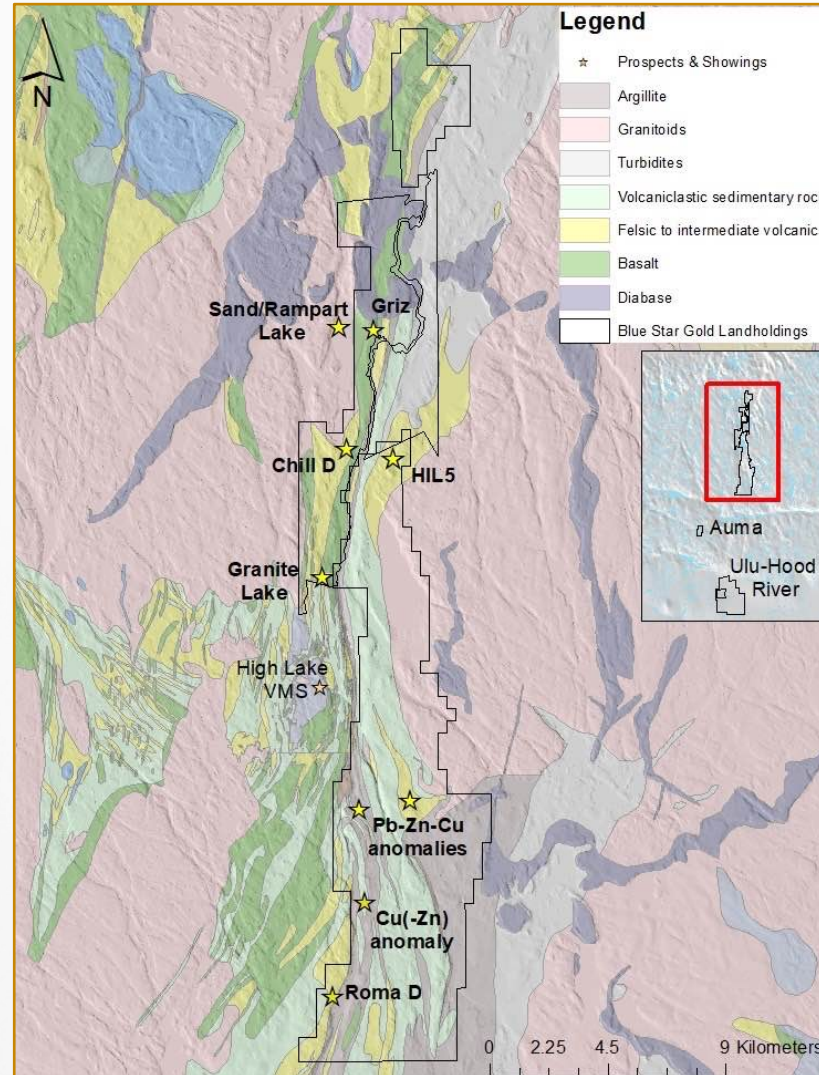 Legend
Prospects & Showings
Argillite
Granitoids
Turbidites
Volcaniclastic sedimentary roc
Felsic to intermediate volcanic
Basalt
Diabase
Blue Star Gold Landholdings
N
Sand/Rampart
Lake
Griz
Chill D
HIL5
Granite
Lake
High Lake
VMS
Auma
Ulu-Hood
River
Pb-Zn-Cu
anomalies
Cu(-Zn)
anomaly
Roma D
0 2.25 4.5 9 Kilometers